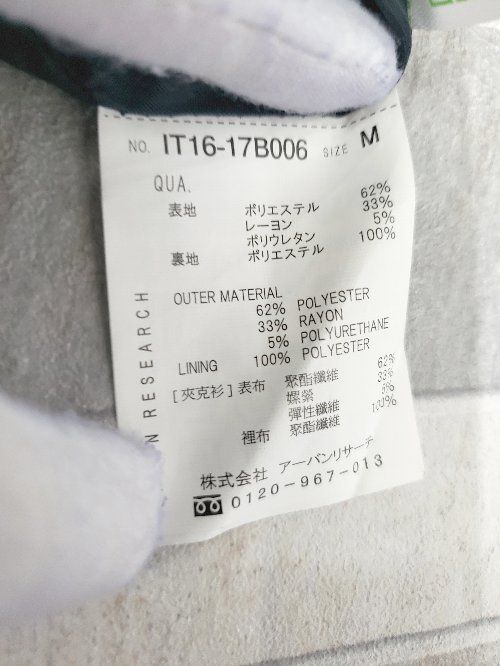 NO. IT16-17B006 SIZE M
QUA.
表地 ポリエステル 62%
レーヨン 33%
ポリウレタン 5%
裏地 ポリエステル 100%
OUTER MATERIAL
62% POLYESTER
33% RAYON
5% POLYURETHANE
LINING 100% POLYESTER
[夾克衫] 表布 聚酯纖維 62%
嫘縈 33%
彈性纖維 5%
裡布 聚酯纖維 100%
株式会社 アーバンリサーチ
0120-967-013
N RESEARCH